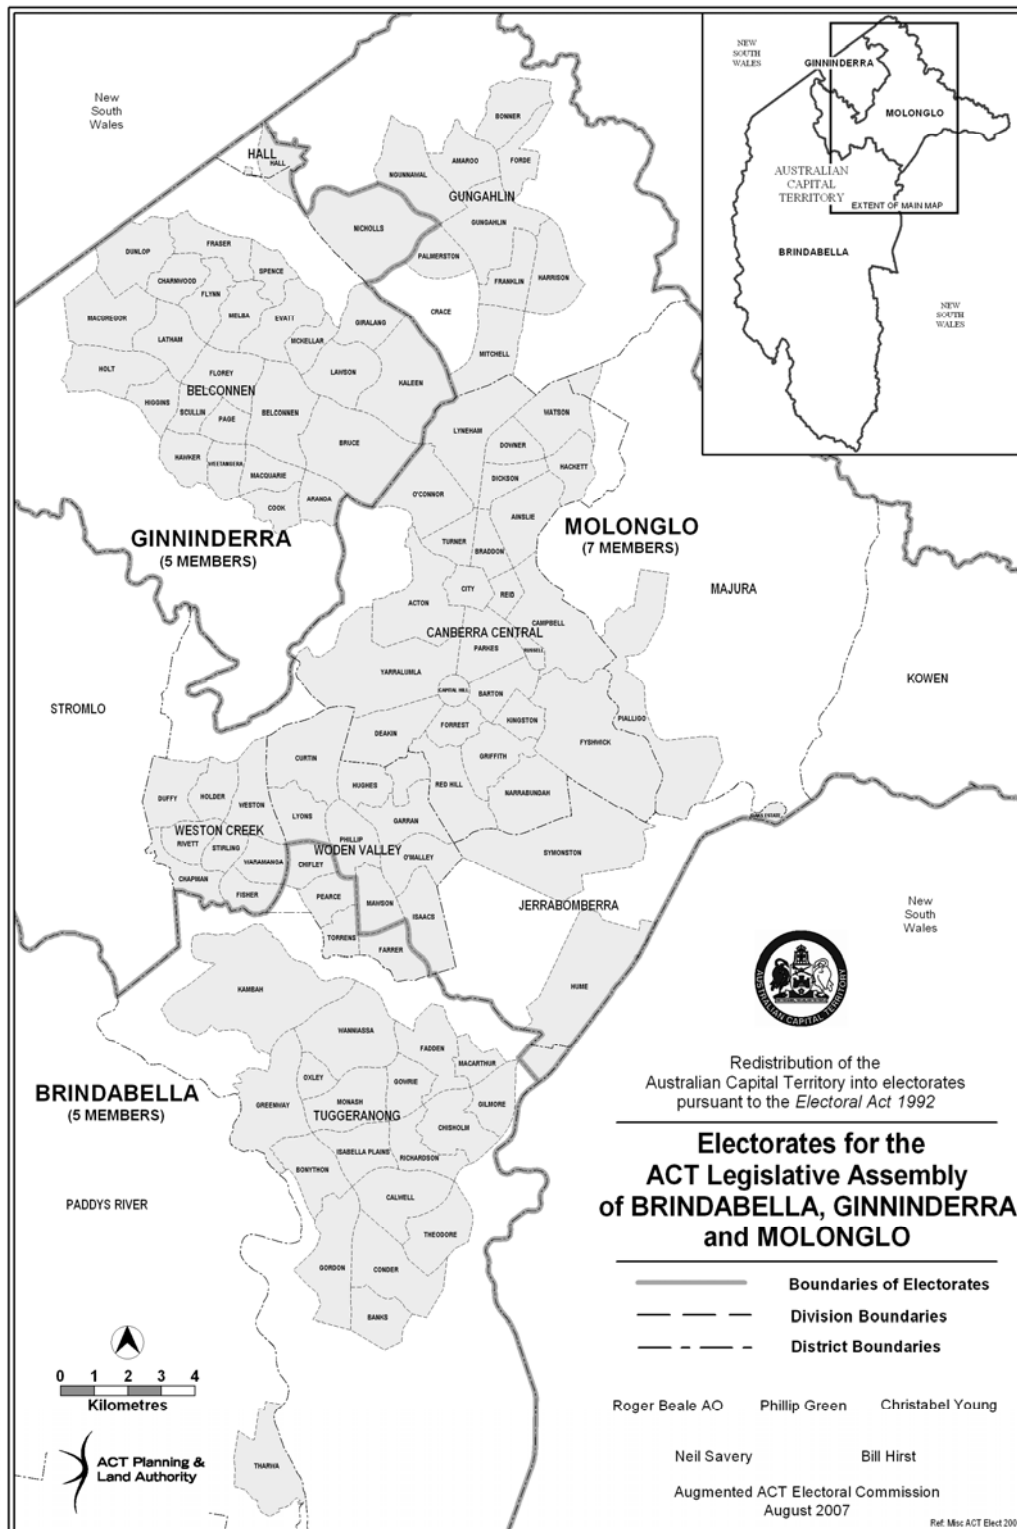 New
South
Wales
HALL
HALL
BONNER
AMAROO
FORDE
NGUNNAWAL
GUNGAHLIN
GUNGAHLIN
NICHOLLS
PALMERSTON
FRANKLIN
HARRISON
CRACE
MITCHELL
NEW
SOUTH
WALES
GINNINDERRA
MOLONGLO
AUSTRALIAN
CAPITAL
TERRITORY
EXTENT OF MAIN MAP
BRINDABELLA
NEW
SOUTH
WALES
DUNLOP
FRASER
SPENCE
CHARNWOOD
FLYNN
MACGREGOR
MELBA
EVATT
GIRALANG
LATHAM
MCKELLAR
HOLT
FLOREY
LAWSON
KALEEN
BELCONNEN
HIGGINS
SCULLIN
PAGE
BELCONNEN
BRUCE
HAWKER
WEETANGERA
MACQUARIE
COOK
ARANDA
GINNINDERRA
(5 MEMBERS)
LYNEHAM
WATSON
DOWNER
HACKETT
DICKSON
O'CONNOR
AINSLIE
TURNER
BRADDON
MOLONGLO
(7 MEMBERS)
CITY
REID
ACTON
CAMPBELL
CANBERRA CENTRAL
PARKES
RUSSELL
YARRALUMLA
CAPITAL HILL
BARTON
MAJURA
KOWEN
STROMLO
DEAKIN
FORREST
KINGSTON
PIALLIGO
FYSHWICK
GRIFFITH
CURTIN
HUGHES
RED HILL
NARRABUNDAH
DUFFY
HOLDER
WESTON
LYONS
GARRAN
WESTON CREEK
RIVETT
STIRLING
PHILLIP
WODEN VALLEY
O'MALLEY
SYMONSTON
WARAMANGA
CHIFLEY
CHAPMAN
FISHER
PEARCE
MAWSON
ISAACS
JERRABOMBERRA
TORRENS
FARRER
HUME
New
South
Wales
KAMBAH
WANNIASSA
FADDEN
MACARTHUR
OXLEY
GOWRIE
GREENWAY
MONASH
GILMORE
TUGGERANONG
CHISHOLM
ISABELLA PLAINS
RICHARDSON
BONYTHON
CALWELL
THEODORE
GORDON
CONDER
BANKS
THARWA
BRINDABELLA
(5 MEMBERS)
PADDYS RIVER
AUSTRALIAN CAPITAL TERRITORY
Redistribution of the
Australian Capital Territory into electorates
pursuant to the Electoral Act 1992
Electorates for the
ACT Legislative Assembly
of BRINDABELLA, GINNINDERRA
and MOLONGLO
Boundaries of Electorates
Division Boundaries
District Boundaries
Roger Beale AO Phillip Green Christabel Young
Neil Savery Bill Hirst
Augmented ACT Electoral Commission
August 2007
Ref: Misc ACT Elect 200
0 1 2 3 4
Kilometres
ACT Planning &
Land Authority